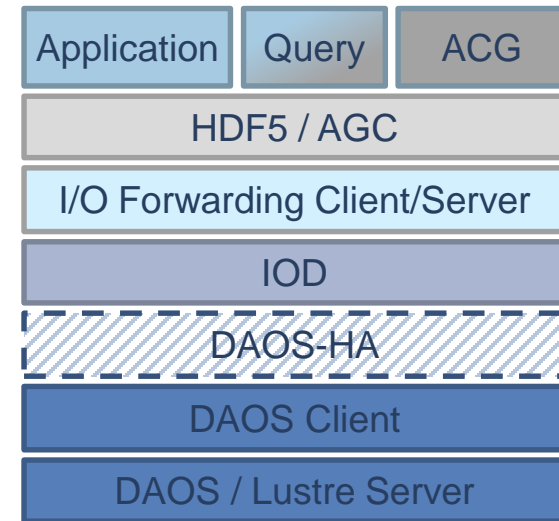 Application Query ACG
HDF5 / AGC
I/O Forwarding Client/Server
IOD
DAOS-HA
DAOS Client
DAOS / Lustre Server